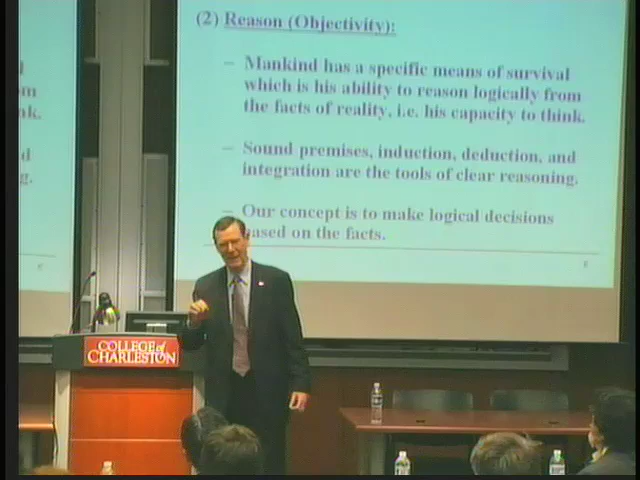 (2) Reason (Objectivity):
– Mankind has a specific means of survival
which is his ability to reason logically from
the facts of reality, i.e. his capacity to think.
– Sound premises, induction, deduction, and
integration are the tools of clear reasoning.
– Our concept is to make logical decisions
based on the facts.
om
nk.
d
g.
COLLEGE of
CHARLESTON